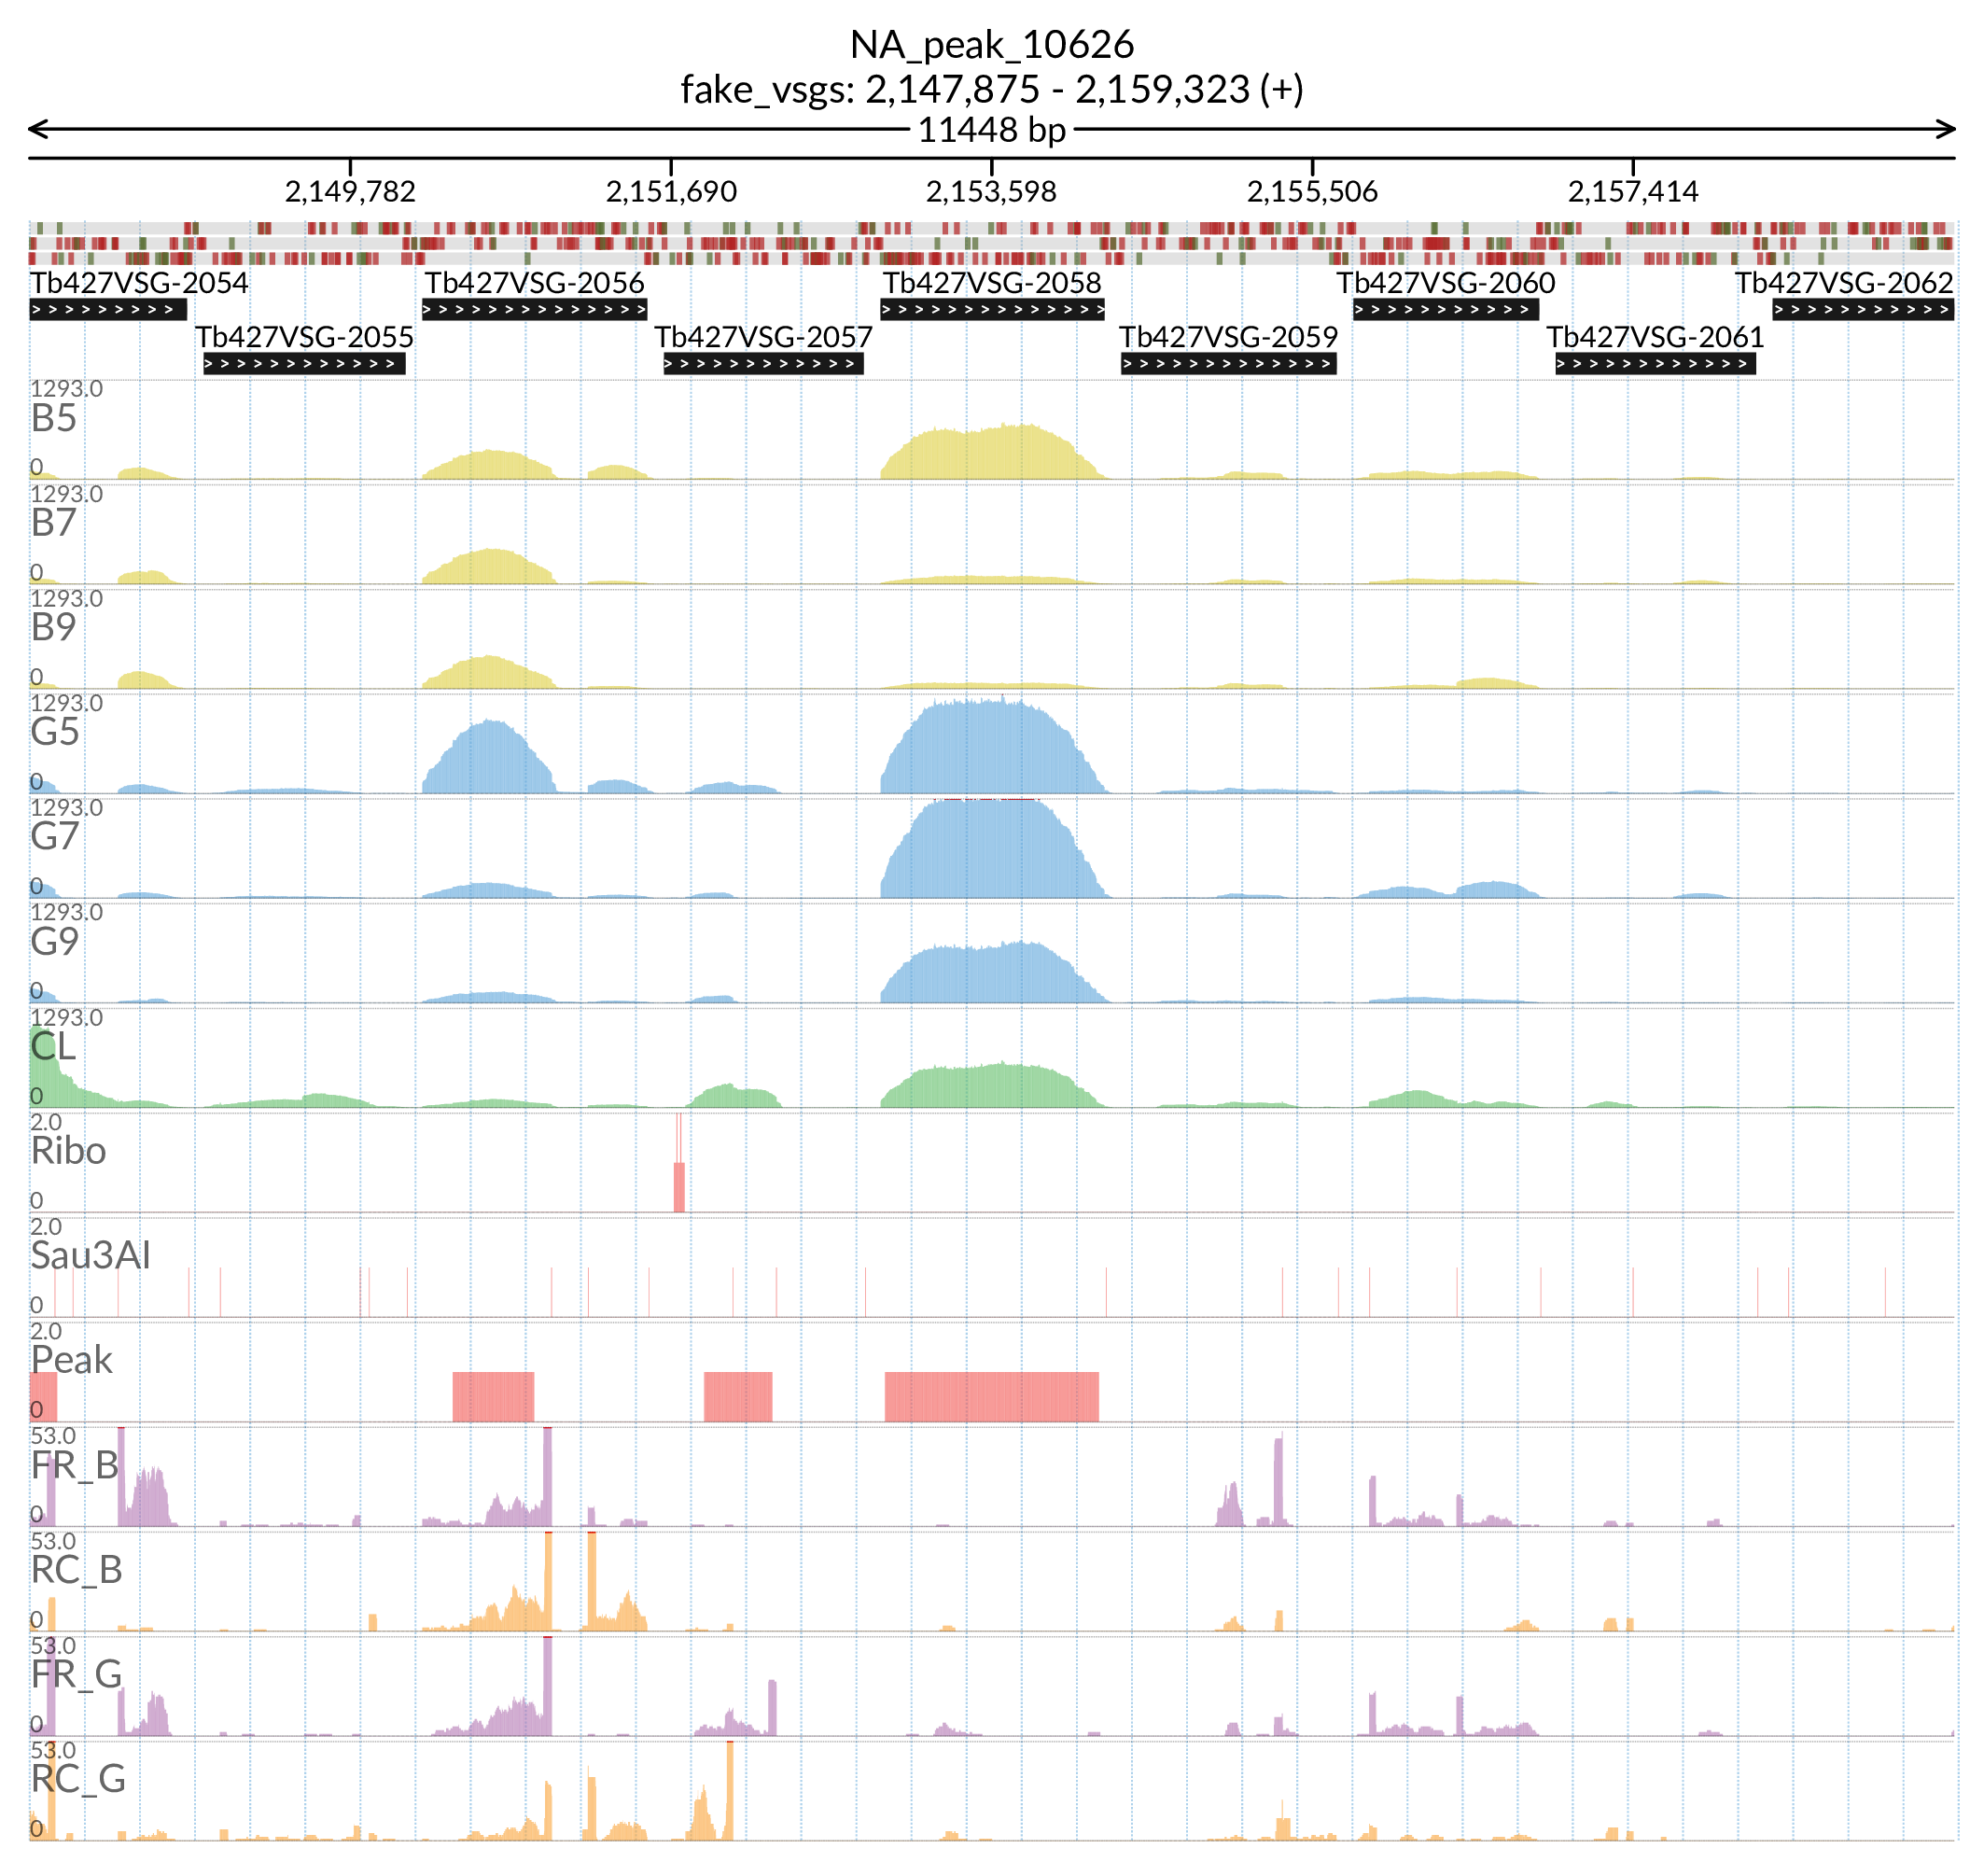 NA_peak_10626
fake_vsgs: 2,147,875 - 2,159,323 (+)
11448 bp
2,149,782 2,151,690 2,153,598 2,155,506 2,157,414
Tb427VSG-2054 Tb427VSG-2056 Tb427VSG-2058 Tb427VSG-2060 Tb427VSG-2062
Tb427VSG-2055 Tb427VSG-2057 Tb427VSG-2059 Tb427VSG-2061
1293.0
B5
0
1293.0
B7
0
1293.0
B9
0
1293.0
G5
0
1293.0
G7
0
1293.0
G9
0
1293.0
CL
0
2.0
Ribo
0
2.0
Sau3AI
0
2.0
Peak
0
53.0
FR_B
0
53.0
RC_B
0
53.0
FR_G
0
53.0
RC_G
0